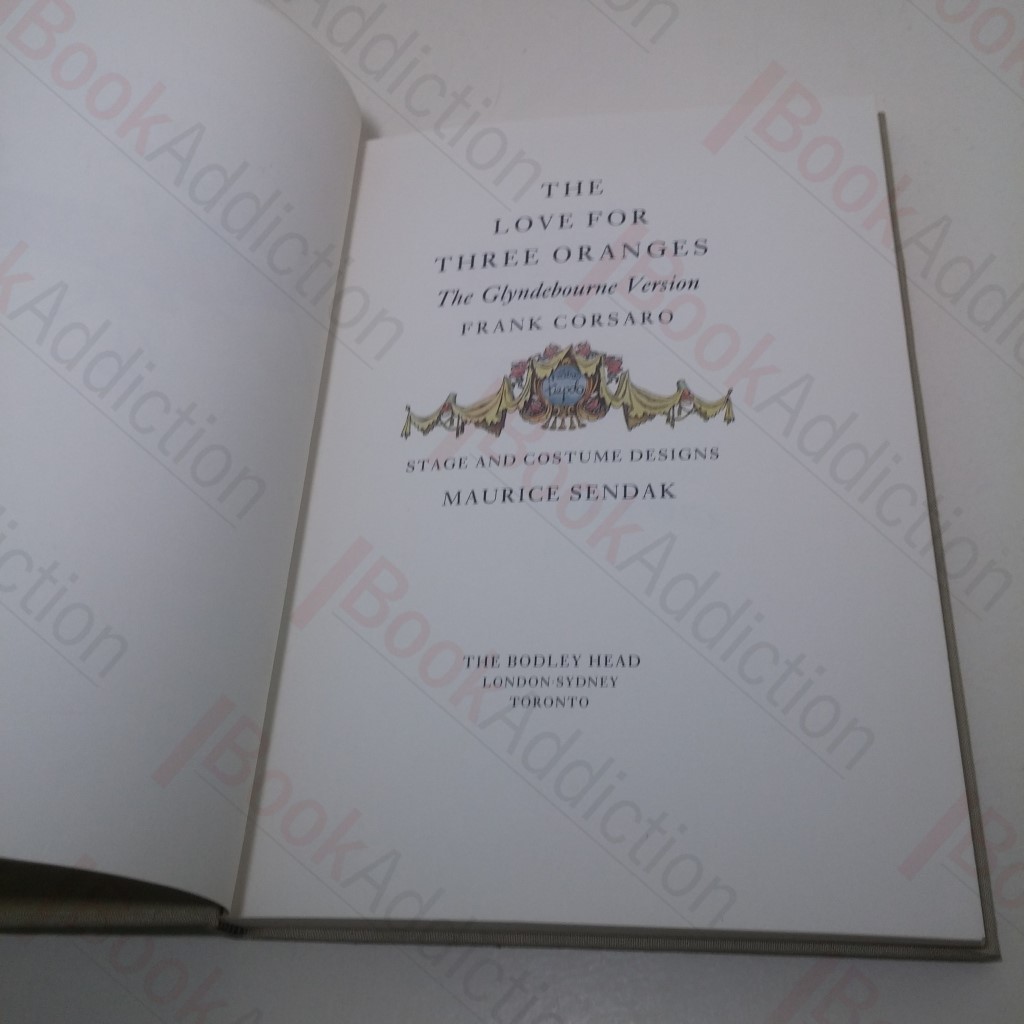 THE
LOVE FOR
THREE ORANGES
The Glyndebourne Version
FRANK CORSARO
STAGE AND COSTUME DESIGNS
MAURICE SENDAK
THE BODLEY HEAD
LONDON·SYDNEY
TORONTO
BookAddiction